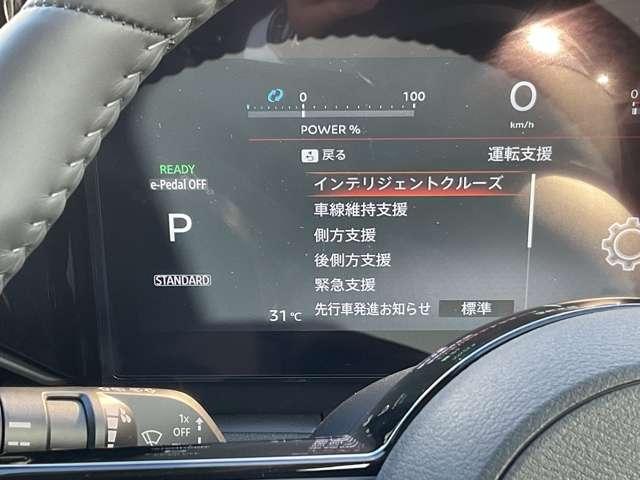 0 100
POWER %
0
km/h
戻る 運転支援
READY
e-Pedal OFF
P
STANDARD
31℃
インテリジェントクルーズ
車線維持支援
側方支援
後側方支援
緊急支援
先行車発進お知らせ 標準
1x
OFF